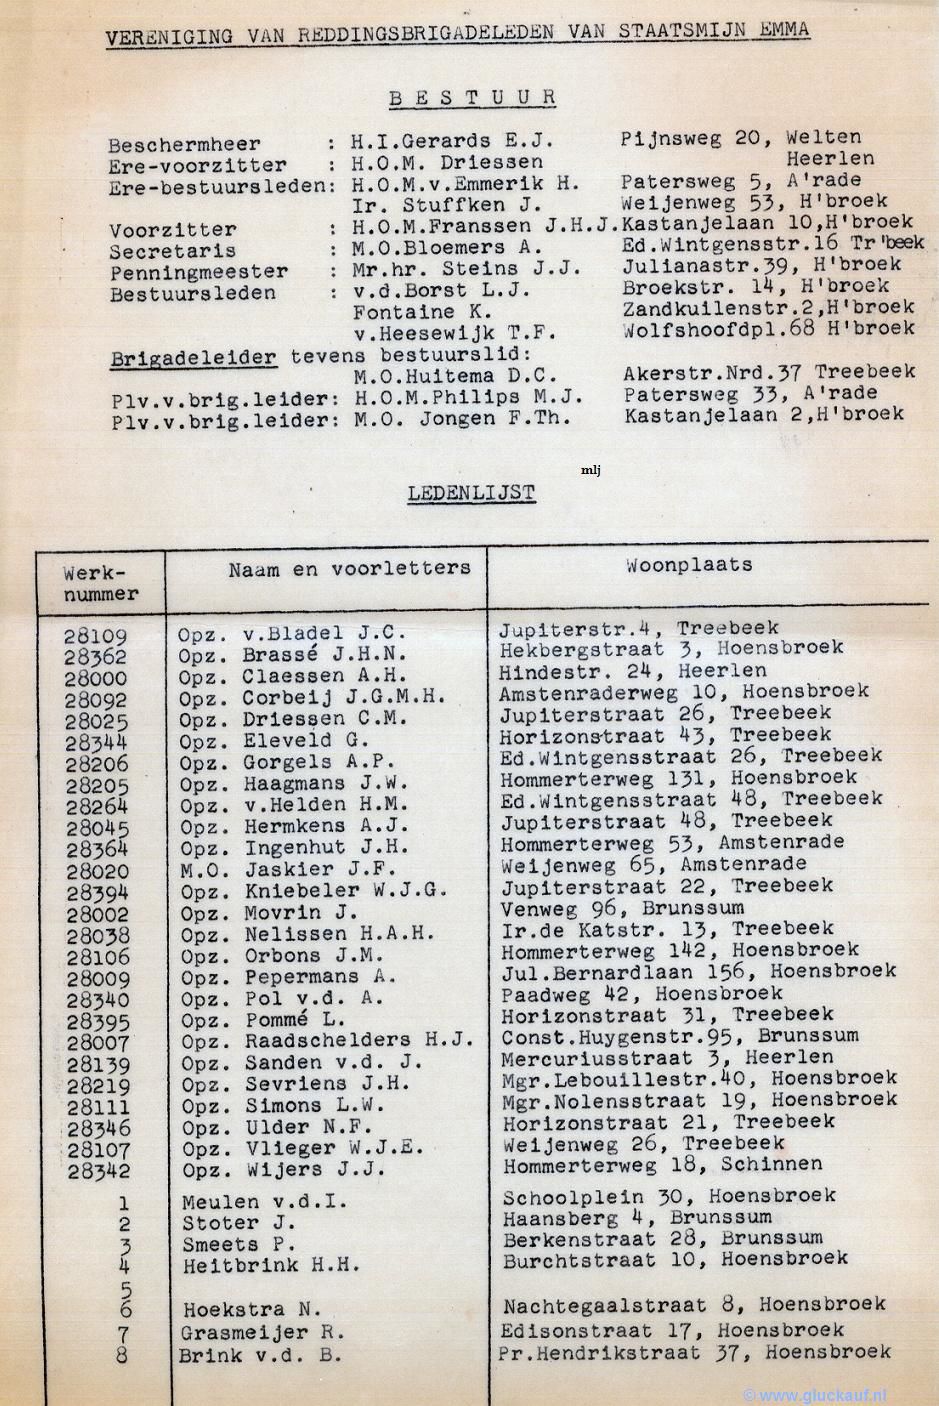 VERENIGING VAN REDDINGSBRIGADELEDEN VAN STAATSMIJN EMMA
B E S T U U R
Beschermheer : H.I.Gerards E.J. Pijnsweg 20, Welten
Ere-voorzitter : H.O.M. Driessen Heerlen
Ere-bestuursleden: H.O.M.v.Emmerik H. Patersweg 5, A'rade
Ir. Stuffken J. Weijenweg 53, H'broek
Voorzitter : H.O.M.Franssen J.H.J. Kastanjelaan 10,H'broek
Secretaris : M.O.Bloemers A. Ed.Wintgensstr.16 Tr'beek
Penningmeester : Mr.hr. Steins J.J. Julianastr.39, H'broek
Bestuursleden : v.d.Borst L.J. Broekstr. 14, H'broek
Fontaine K. Zandkuilenstr.2,H'broek
v.Heesewijk T.F. Wolfshoofdpl.68 H'broek
Brigadeleider tevens bestuurslid:
M.O.Huitema D.C. Akerstr.Nrd.37 Treebeek
Plv.v.brig.leider: H.O.M.Philips M.J. Patersweg 33, A'rade
Plv.v.brig.leider: M.O. Jongen F.Th. Kastanjelaan 2,H'broek
mlj
LEDENLIJST
Werk-nummer Naam en voorletters Woonplaats
28109 Opz. v.Bladel J.C. Jupiterstr.4, Treebeek
28362 Opz. Brassé J.H.N. Hekbergstraat 3, Hoensbroek
28000 Opz. Claessen A.H. Hindestr. 24, Heerlen
28092 Opz. Corbeij J.G.M.H. Amstenraderweg 10, Hoensbroek
28025 Opz. Driessen C.M. Jupiterstraat 26, Treebeek
28344 Opz. Eleveld G. Horizonstraat 43, Treebeek
28206 Opz. Gorgels A.P. Ed.Wintgensstraat 26, Treebeek
28205 Opz. Haagmans J.W. Hommerterweg 131, Hoensbroek
28264 Opz. v.Helden H.M. Ed.Wintgensstraat 48, Treebeek
28045 Opz. Hermkens A.J. Jupiterstraat 48, Treebeek
28364 Opz. Ingenhut J.H. Hommerterweg 53, Amstenrade
28020 M.O. Jaskier J.F. Weijenweg 65, Amstenrade
28394 Opz. Kniebeler W.J.G. Jupiterstraat 22, Treebeek
28002 Opz. Movrin J. Venweg 96, Brunssum
28038 Opz. Nelissen H.A.H. Ir.de Katstr. 13, Treebeek
28106 Opz. Orbons J.M. Hommerterweg 142, Hoensbroek
28009 Opz. Pepermans A. Jul.Bernardlaan 156, Hoensbroek
28340 Opz. Pol v.d. A. Paadweg 42, Hoensbroek
28395 Opz. Pommé L. Horizonstraat 31, Treebeek
28007 Opz. Raadschelders H.J. Const.Huygenstr.95, Brunssum
28139 Opz. Sanden v.d. J. Mercuriusstraat 3, Heerlen
28219 Opz. Sevriens J.H. Mgr.Lebouillestr.40, Hoensbroek
28111 Opz. Simons L.W. Mgr.Nolensstraat 19, Hoensbroek
28346 Opz. Ulder N.F. Horizonstraat 21, Treebeek
28107 Opz. Vlieger W.J.E. Weijenweg 26, Treebeek
28342 Opz. Wijers J.J. Hommerterweg 18, Schinnen
1 Meulen v.d.I. Schoolplein 30, Hoensbroek
2 Stoter J. Haansberg 4, Brunssum
3 Smeets P. Berkenstraat 28, Brunssum
4 Heitbrink H.H. Burchtstraat 10, Hoensbroek
5
6 Hoekstra N. Nachtegaalstraat 8, Hoensbroek
7 Grasmeijer R. Edisonstraat 17, Hoensbroek
8 Brink v.d. B. Pr.Hendrikstraat 37, Hoensbroek
© www.gluckauf.nl